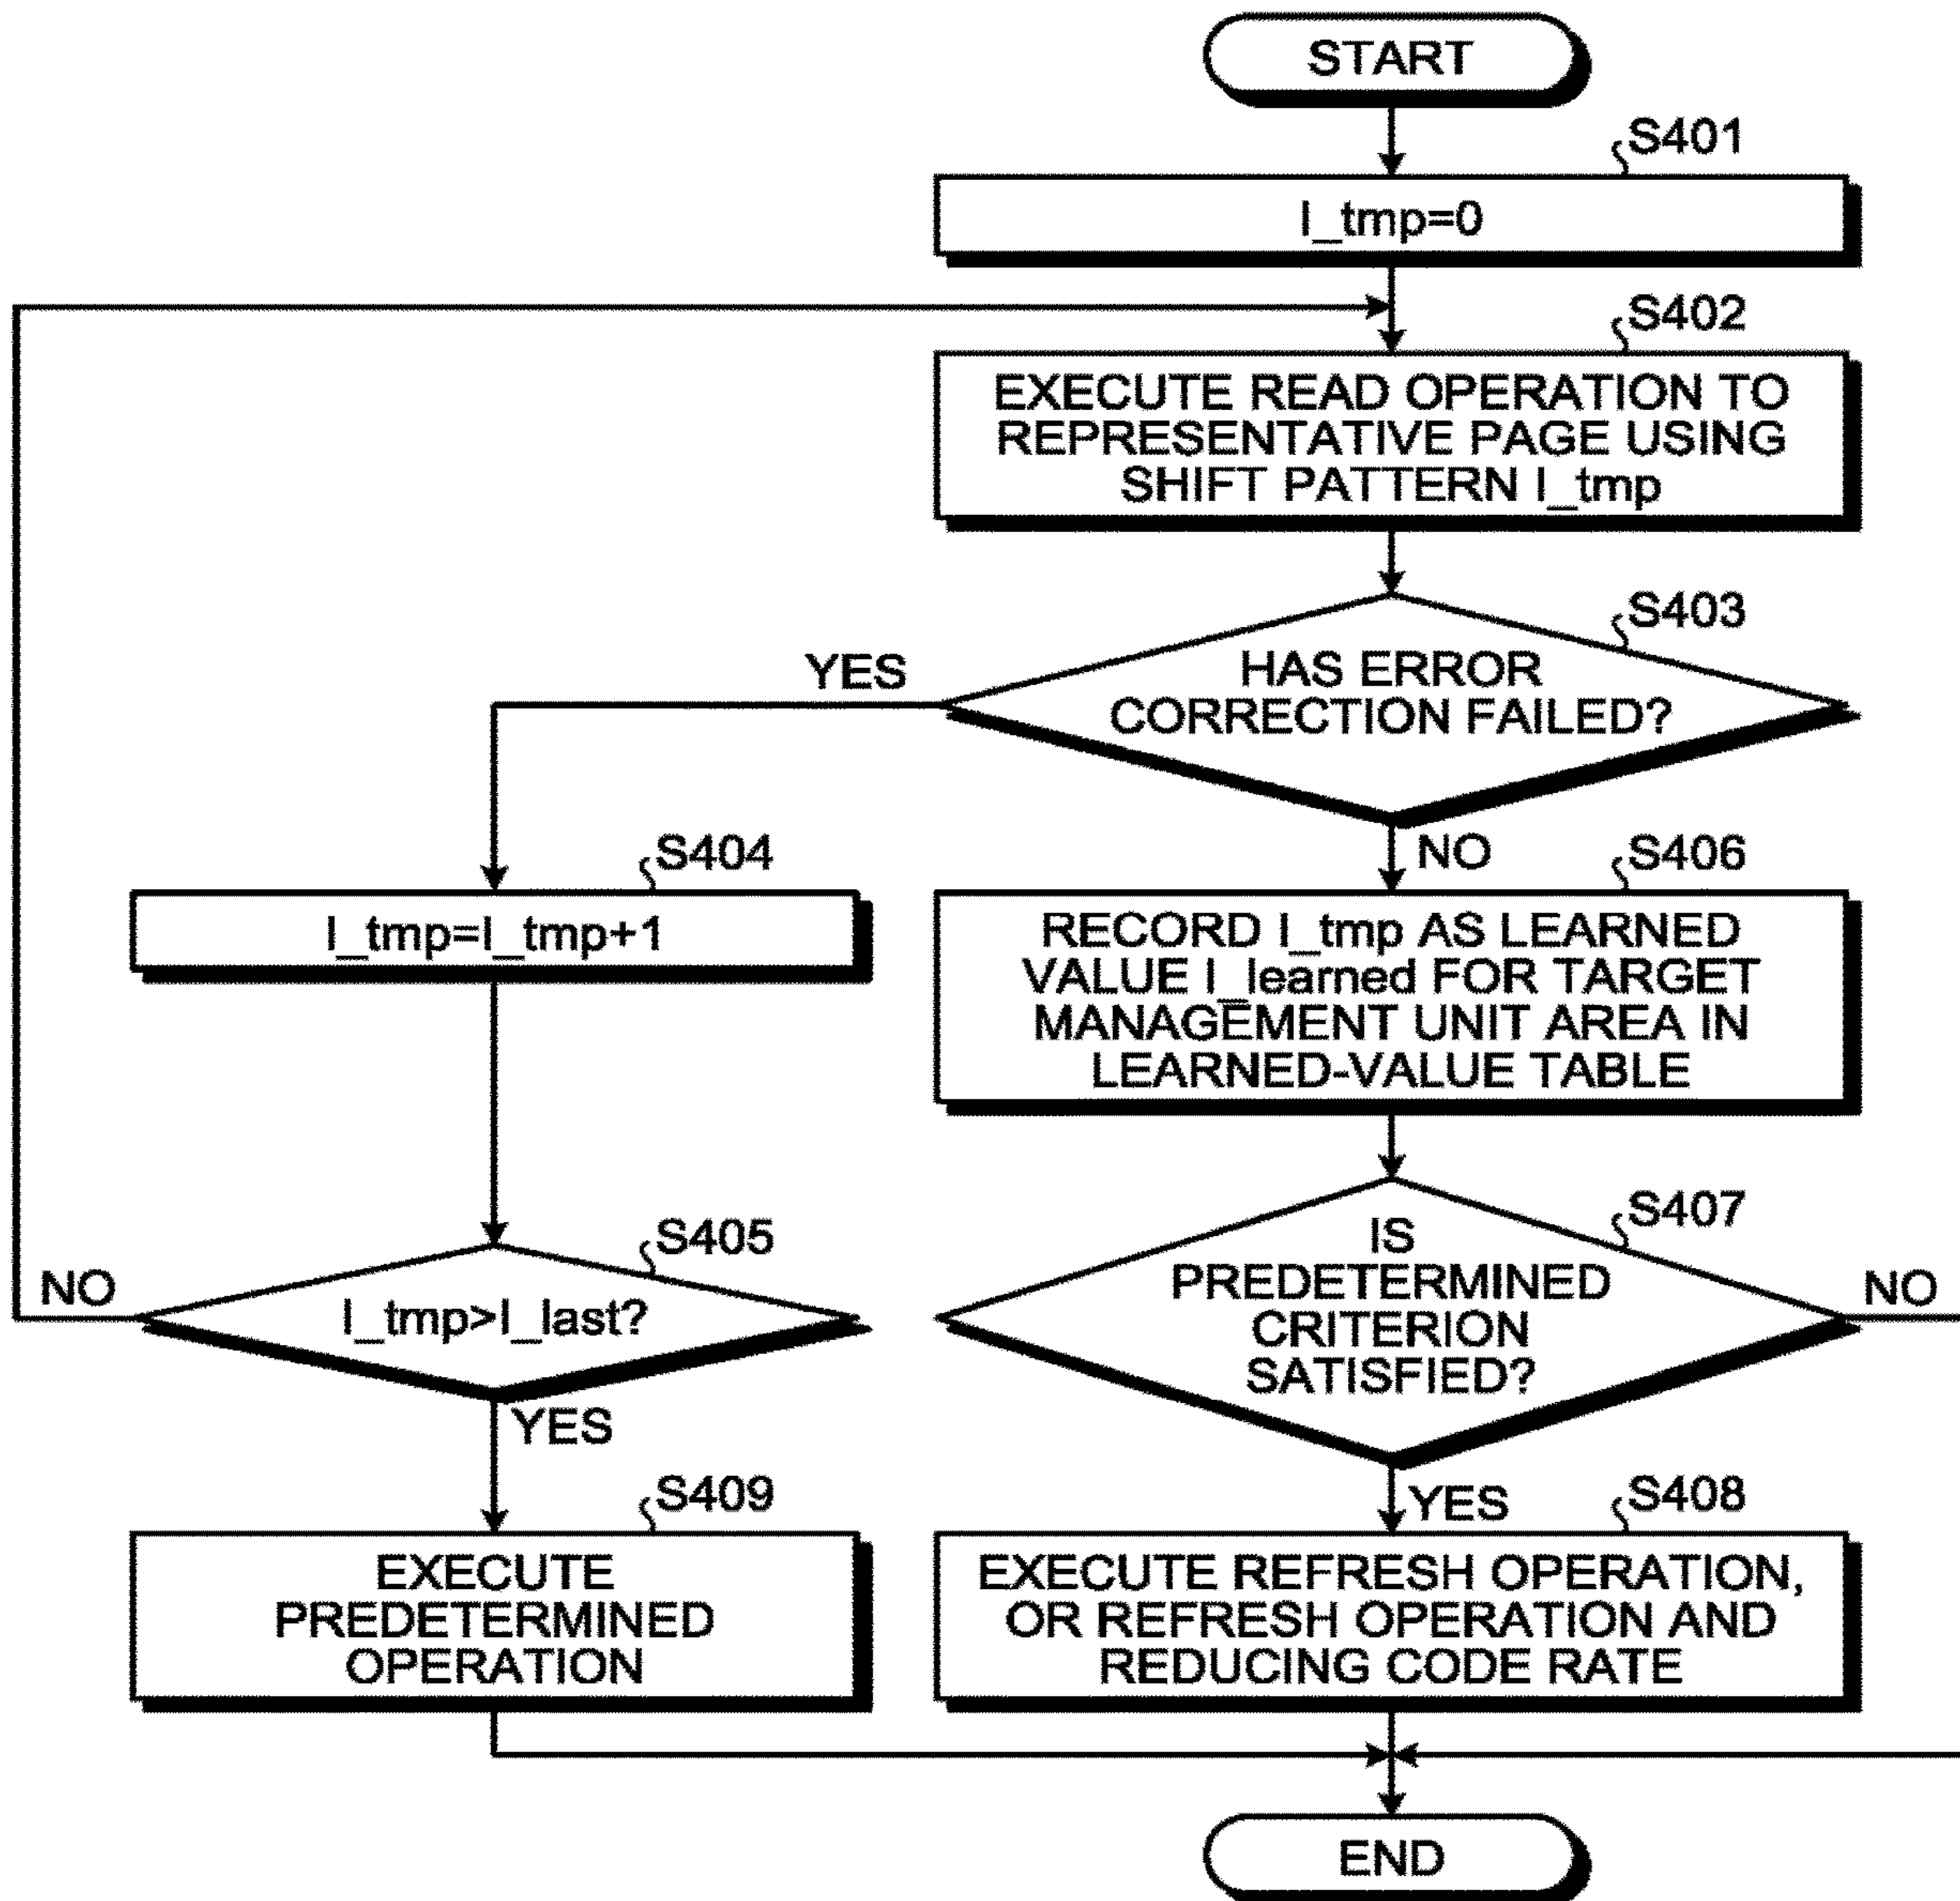 START
S401
I_tmp=0
S402
EXECUTE READ OPERATION TO
REPRESENTATIVE PAGE USING
SHIFT PATTERN I_tmp
S403
HAS ERROR
CORRECTION FAILED?
YES
NO
S404
I_tmp=I_tmp+1
S406
RECORD I_tmp AS LEARNED
VALUE I_learned FOR TARGET
MANAGEMENT UNIT AREA IN
LEARNED-VALUE TABLE
S405
I_tmp>I_last?
NO
YES
S407
IS
PREDETERMINED
CRITERION
SATISFIED?
NO
YES
S409
EXECUTE
PREDETERMINED
OPERATION
S408
EXECUTE REFRESH OPERATION,
OR REFRESH OPERATION AND
REDUCING CODE RATE
END